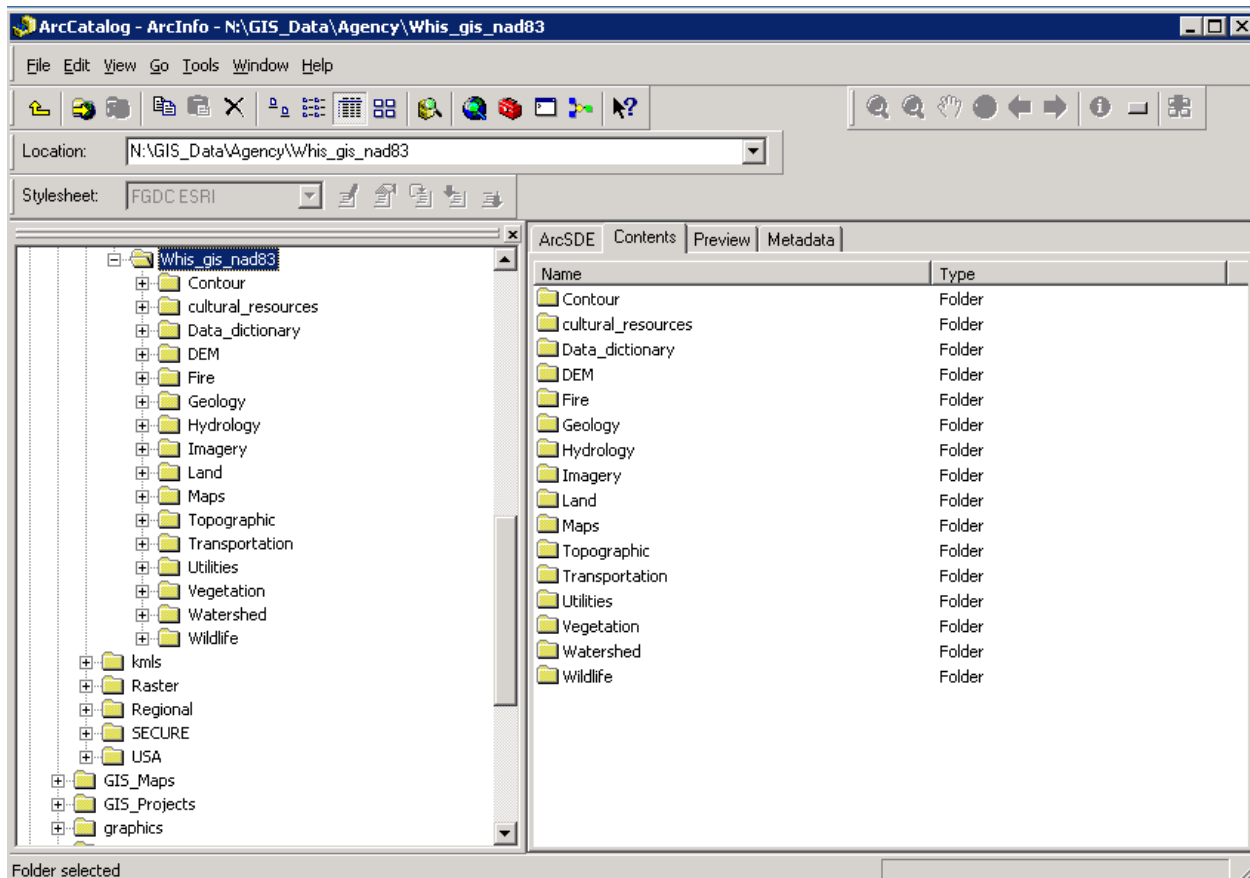 ArcCatalog - ArcInfo - N:\GIS_Data\Agency\Whis_gis_nad83
File Edit View Go Tools Window Help
Location: N:\GIS_Data\Agency\Whis_gis_nad83
Stylesheet: FGDC ESRI
Whis_gis_nad83
Contour
cultural_resources
Data_dictionary
DEM
Fire
Geology
Hydrology
Imagery
Land
Maps
Topographic
Transportation
Utilities
Vegetation
Watershed
Wildlife
kmls
Raster
Regional
SECURE
USA
GIS_Maps
GIS_Projects
graphics
ArcSDE Contents Preview Metadata
Name Type
Contour Folder
cultural_resources Folder
Data_dictionary Folder
DEM Folder
Fire Folder
Geology Folder
Hydrology Folder
Imagery Folder
Land Folder
Maps Folder
Topographic Folder
Transportation Folder
Utilities Folder
Vegetation Folder
Watershed Folder
Wildlife Folder
Folder selected